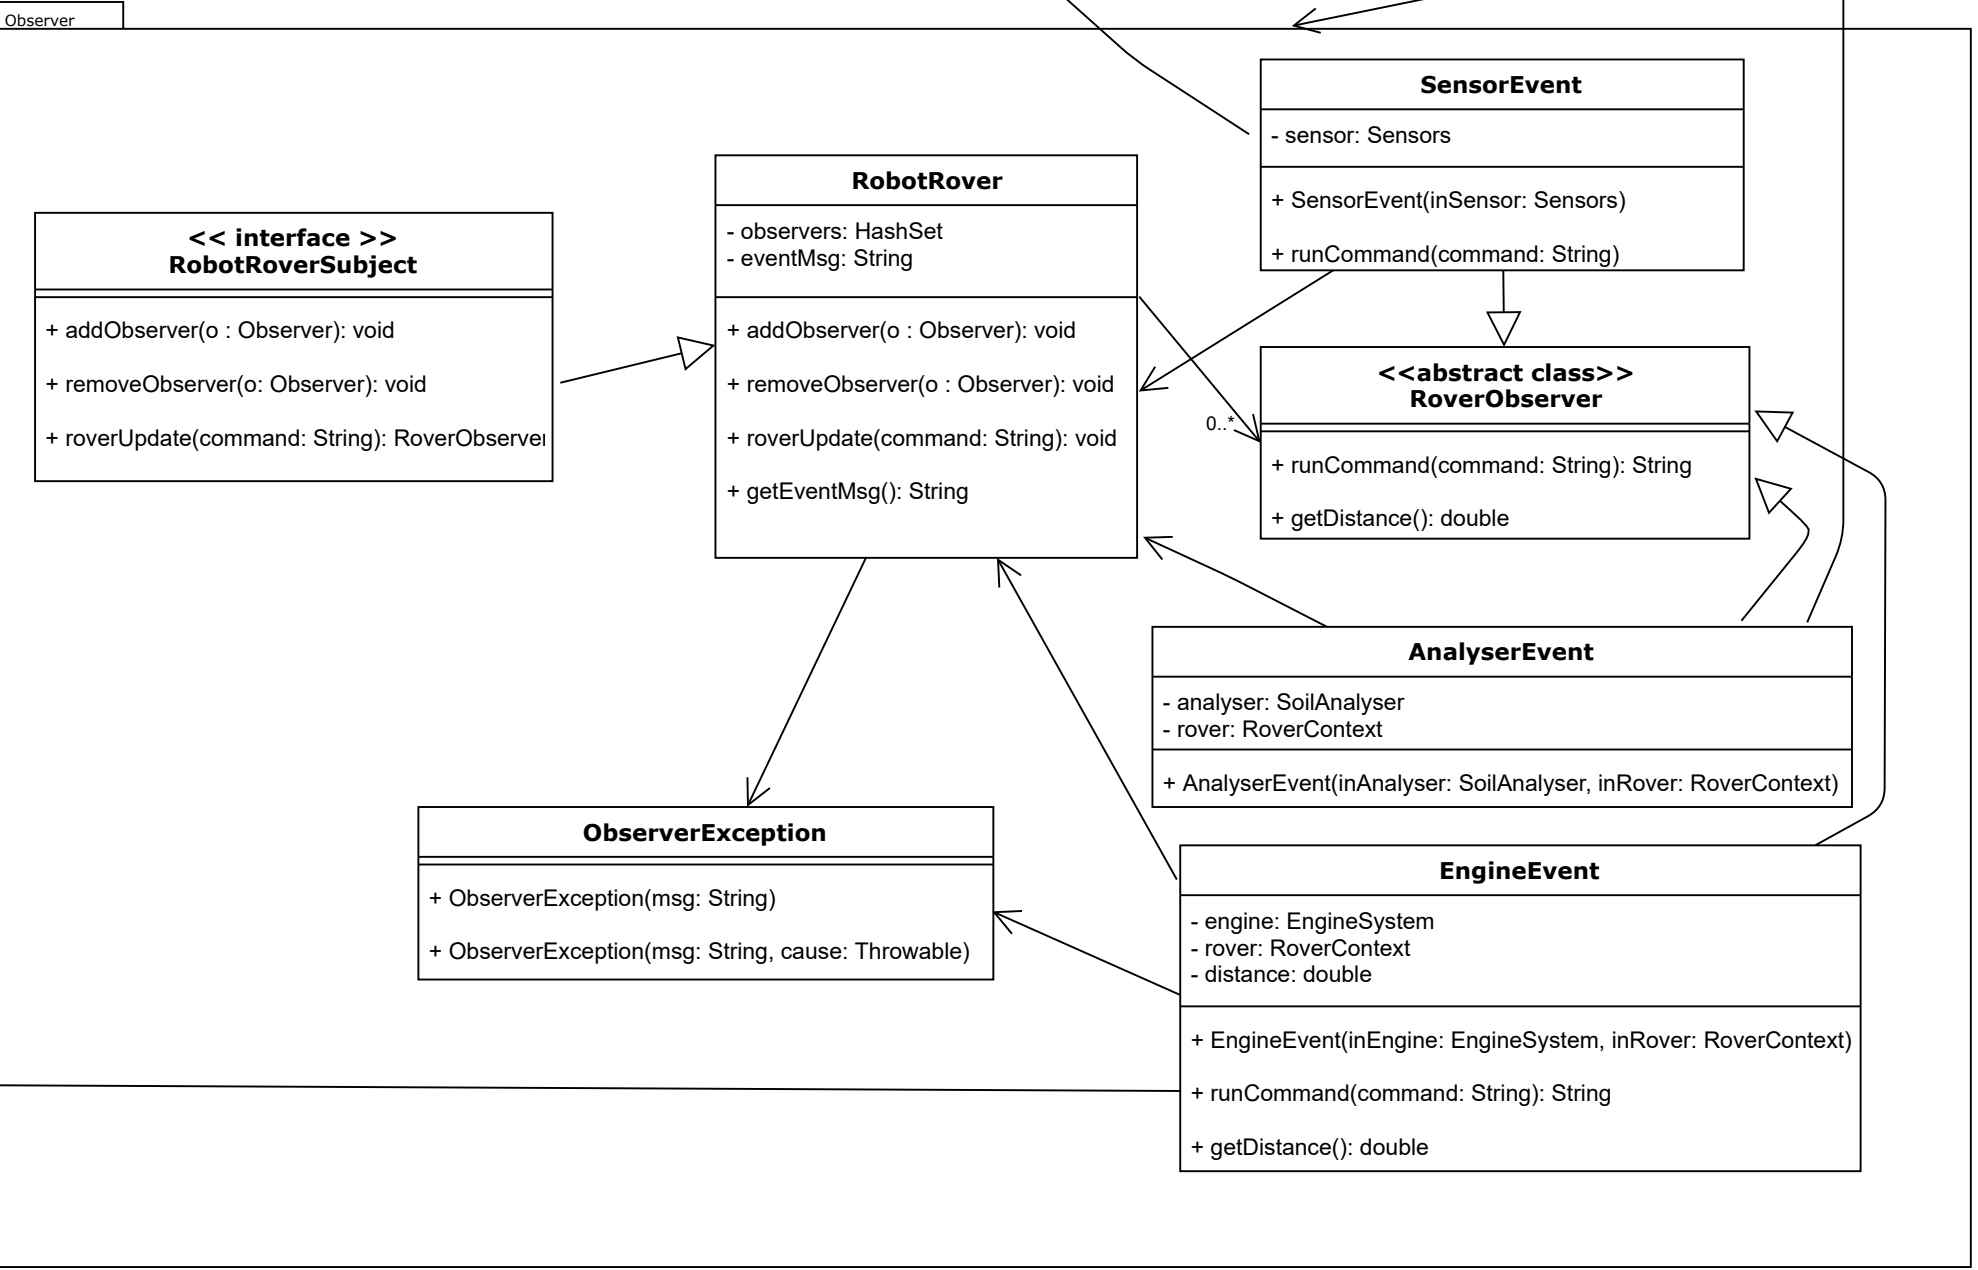 Observer
SensorEvent
- sensor: Sensors
+ SensorEvent(inSensor: Sensors)
+ runCommand(command: String)
RobotRover
- observers: HashSet
- eventMsg: String
+ addObserver(o : Observer): void
+ removeObserver(o : Observer): void
+ roverUpdate(command: String): void
+ getEventMsg(): String
<< interface >>
RobotRoverSubject
+ addObserver(o : Observer): void
+ removeObserver(o: Observer): void
+ roverUpdate(command: String): RoverObserver
0..*
<<abstract class>>
RoverObserver
+ runCommand(command: String): String
+ getDistance(): double
AnalyserEvent
- analyser: SoilAnalyser
- rover: RoverContext
+ AnalyserEvent(inAnalyser: SoilAnalyser, inRover: RoverContext)
ObserverException
+ ObserverException(msg: String)
+ ObserverException(msg: String, cause: Throwable)
EngineEvent
- engine: EngineSystem
- rover: RoverContext
- distance: double
+ EngineEvent(inEngine: EngineSystem, inRover: RoverContext)
+ runCommand(command: String): String
+ getDistance(): double